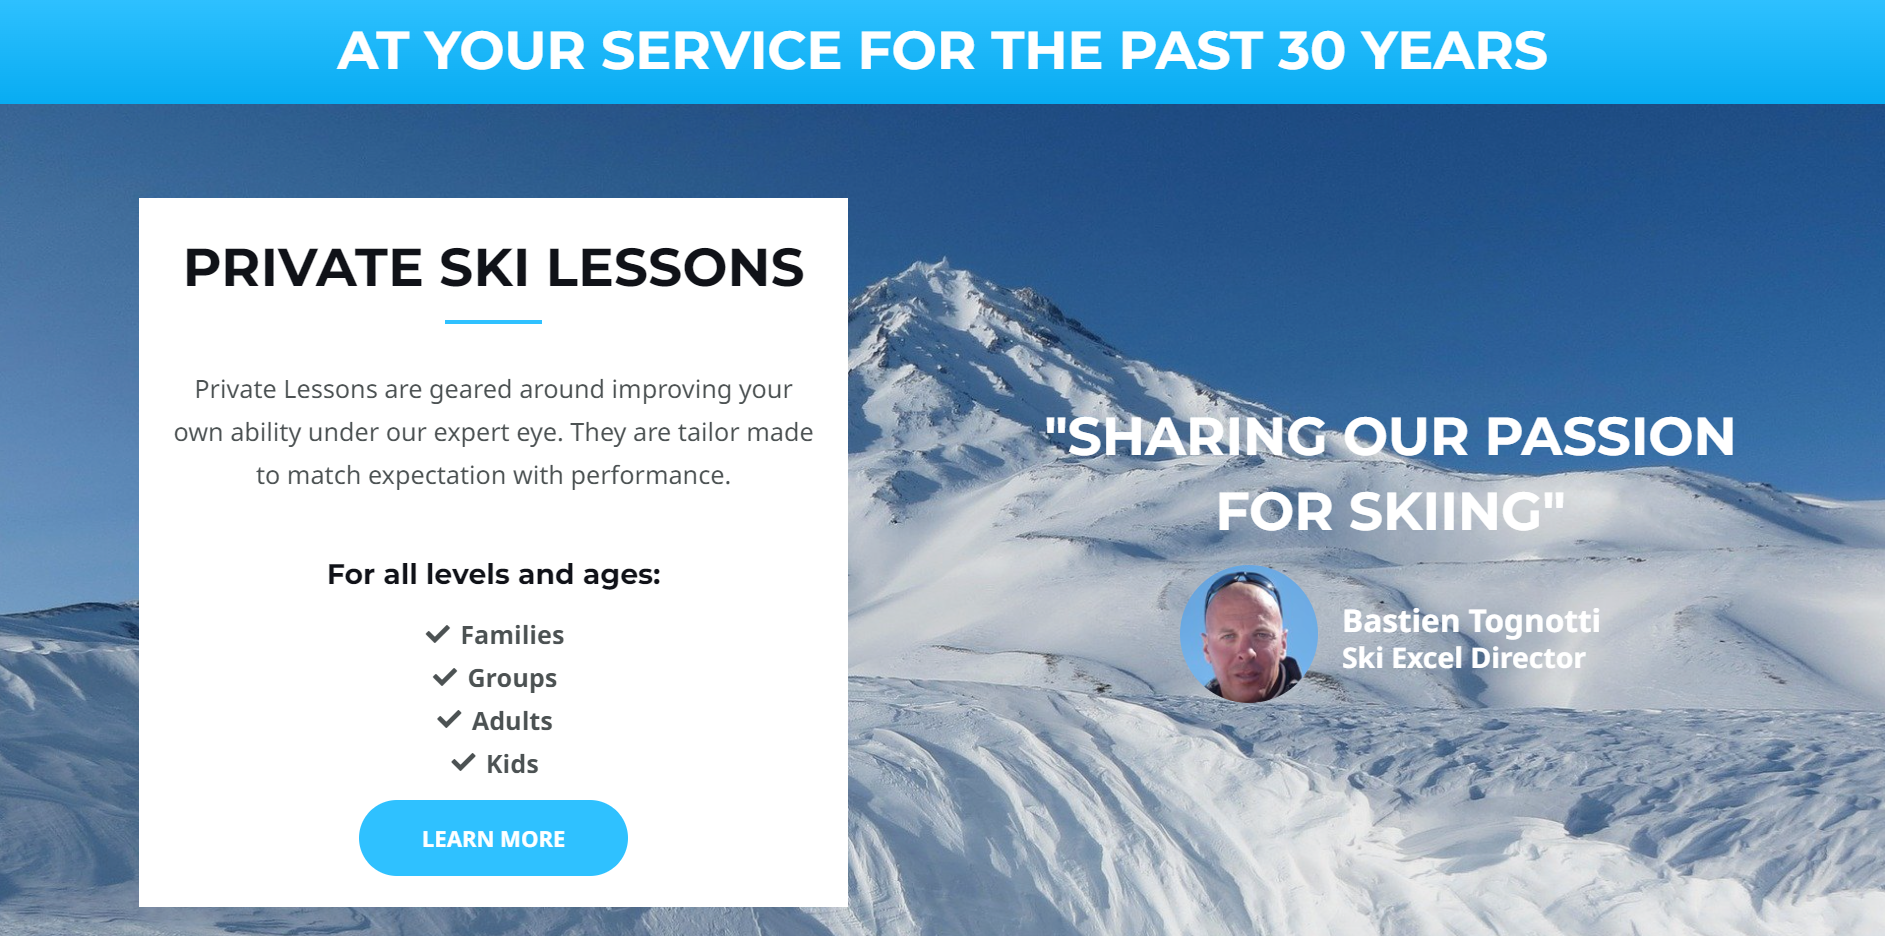 AT YOUR SERVICE FOR THE PAST 30 YEARS
PRIVATE SKI LESSONS
Private Lessons are geared around improving your
own ability under our expert eye. They are tailor made
to match expectation with performance.
For all levels and ages:
Families
Groups
Adults
Kids
LEARN MORE
"SHARING OUR PASSION
FOR SKIING"
Bastien Tognotti
Ski Excel Director